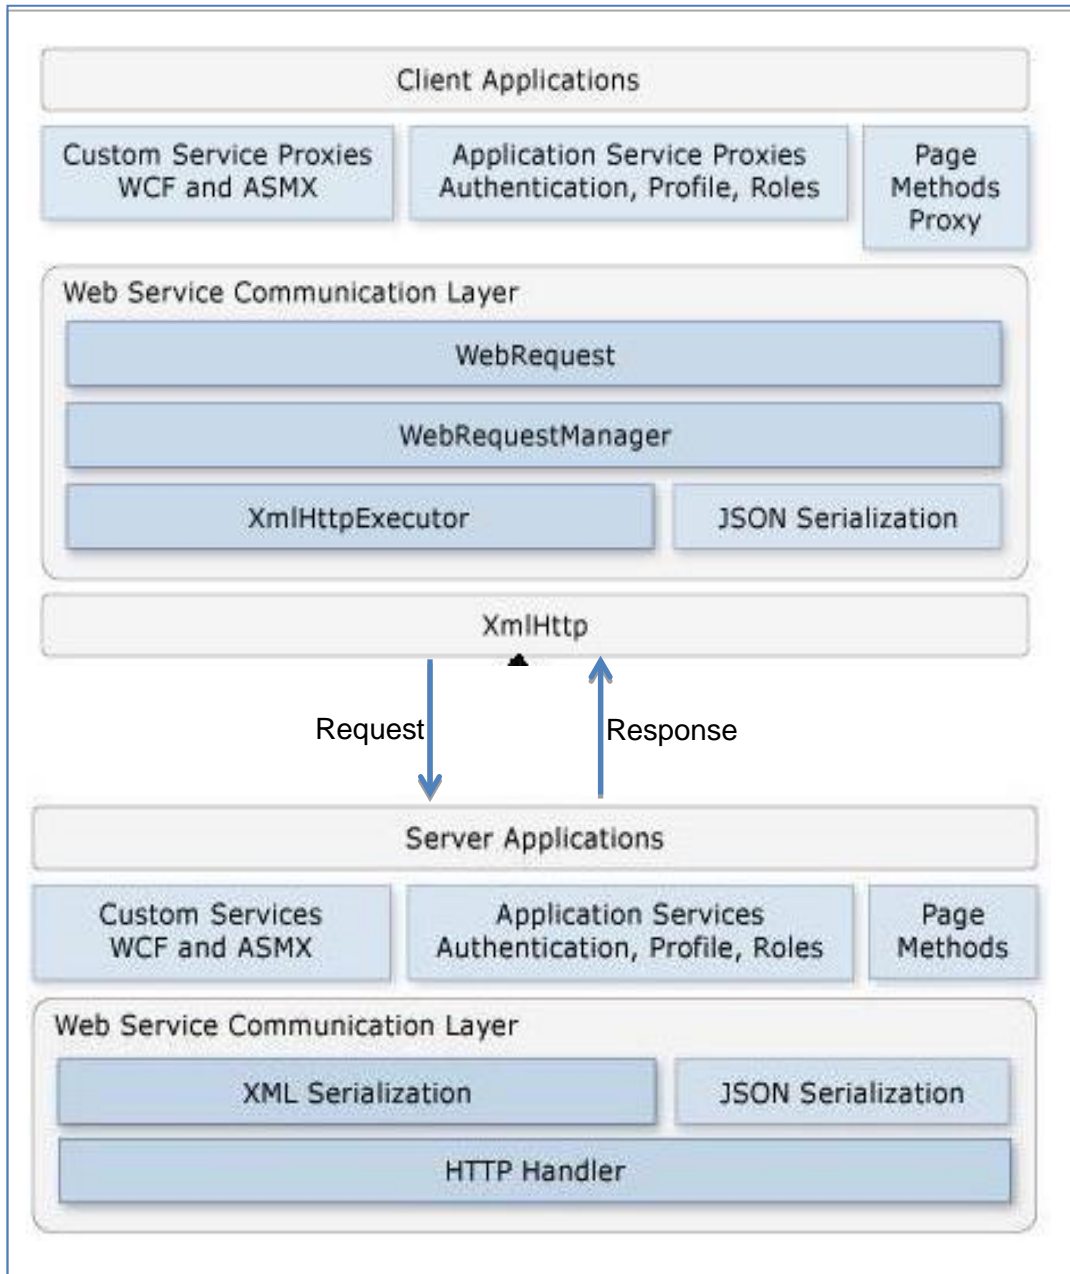 Client Applications
Custom Service Proxies
WCF and ASMX
Application Service Proxies
Authentication, Profile, Roles
Page
Methods
Proxy
Web Service Communication Layer
WebRequest
WebRequestManager
XmlHttpExecutor
JSON Serialization
XmlHttp
Request
Response
Server Applications
Custom Services
WCF and ASMX
Application Services
Authentication, Profile, Roles
Page
Methods
Web Service Communication Layer
XML Serialization
JSON Serialization
HTTP Handler